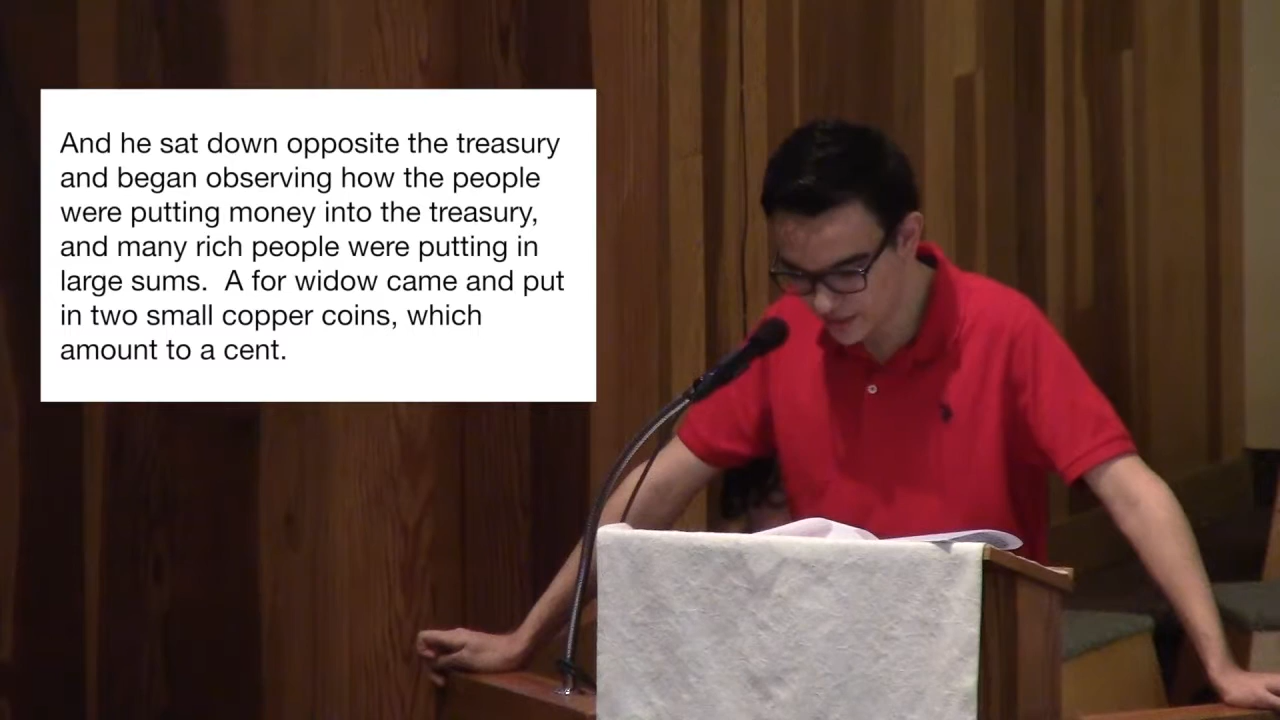 And he sat down opposite the treasury
and began observing how the people
were putting money into the treasury,
and many rich people were putting in
large sums.  A for widow came and put
in two small copper coins, which
amount to a cent.